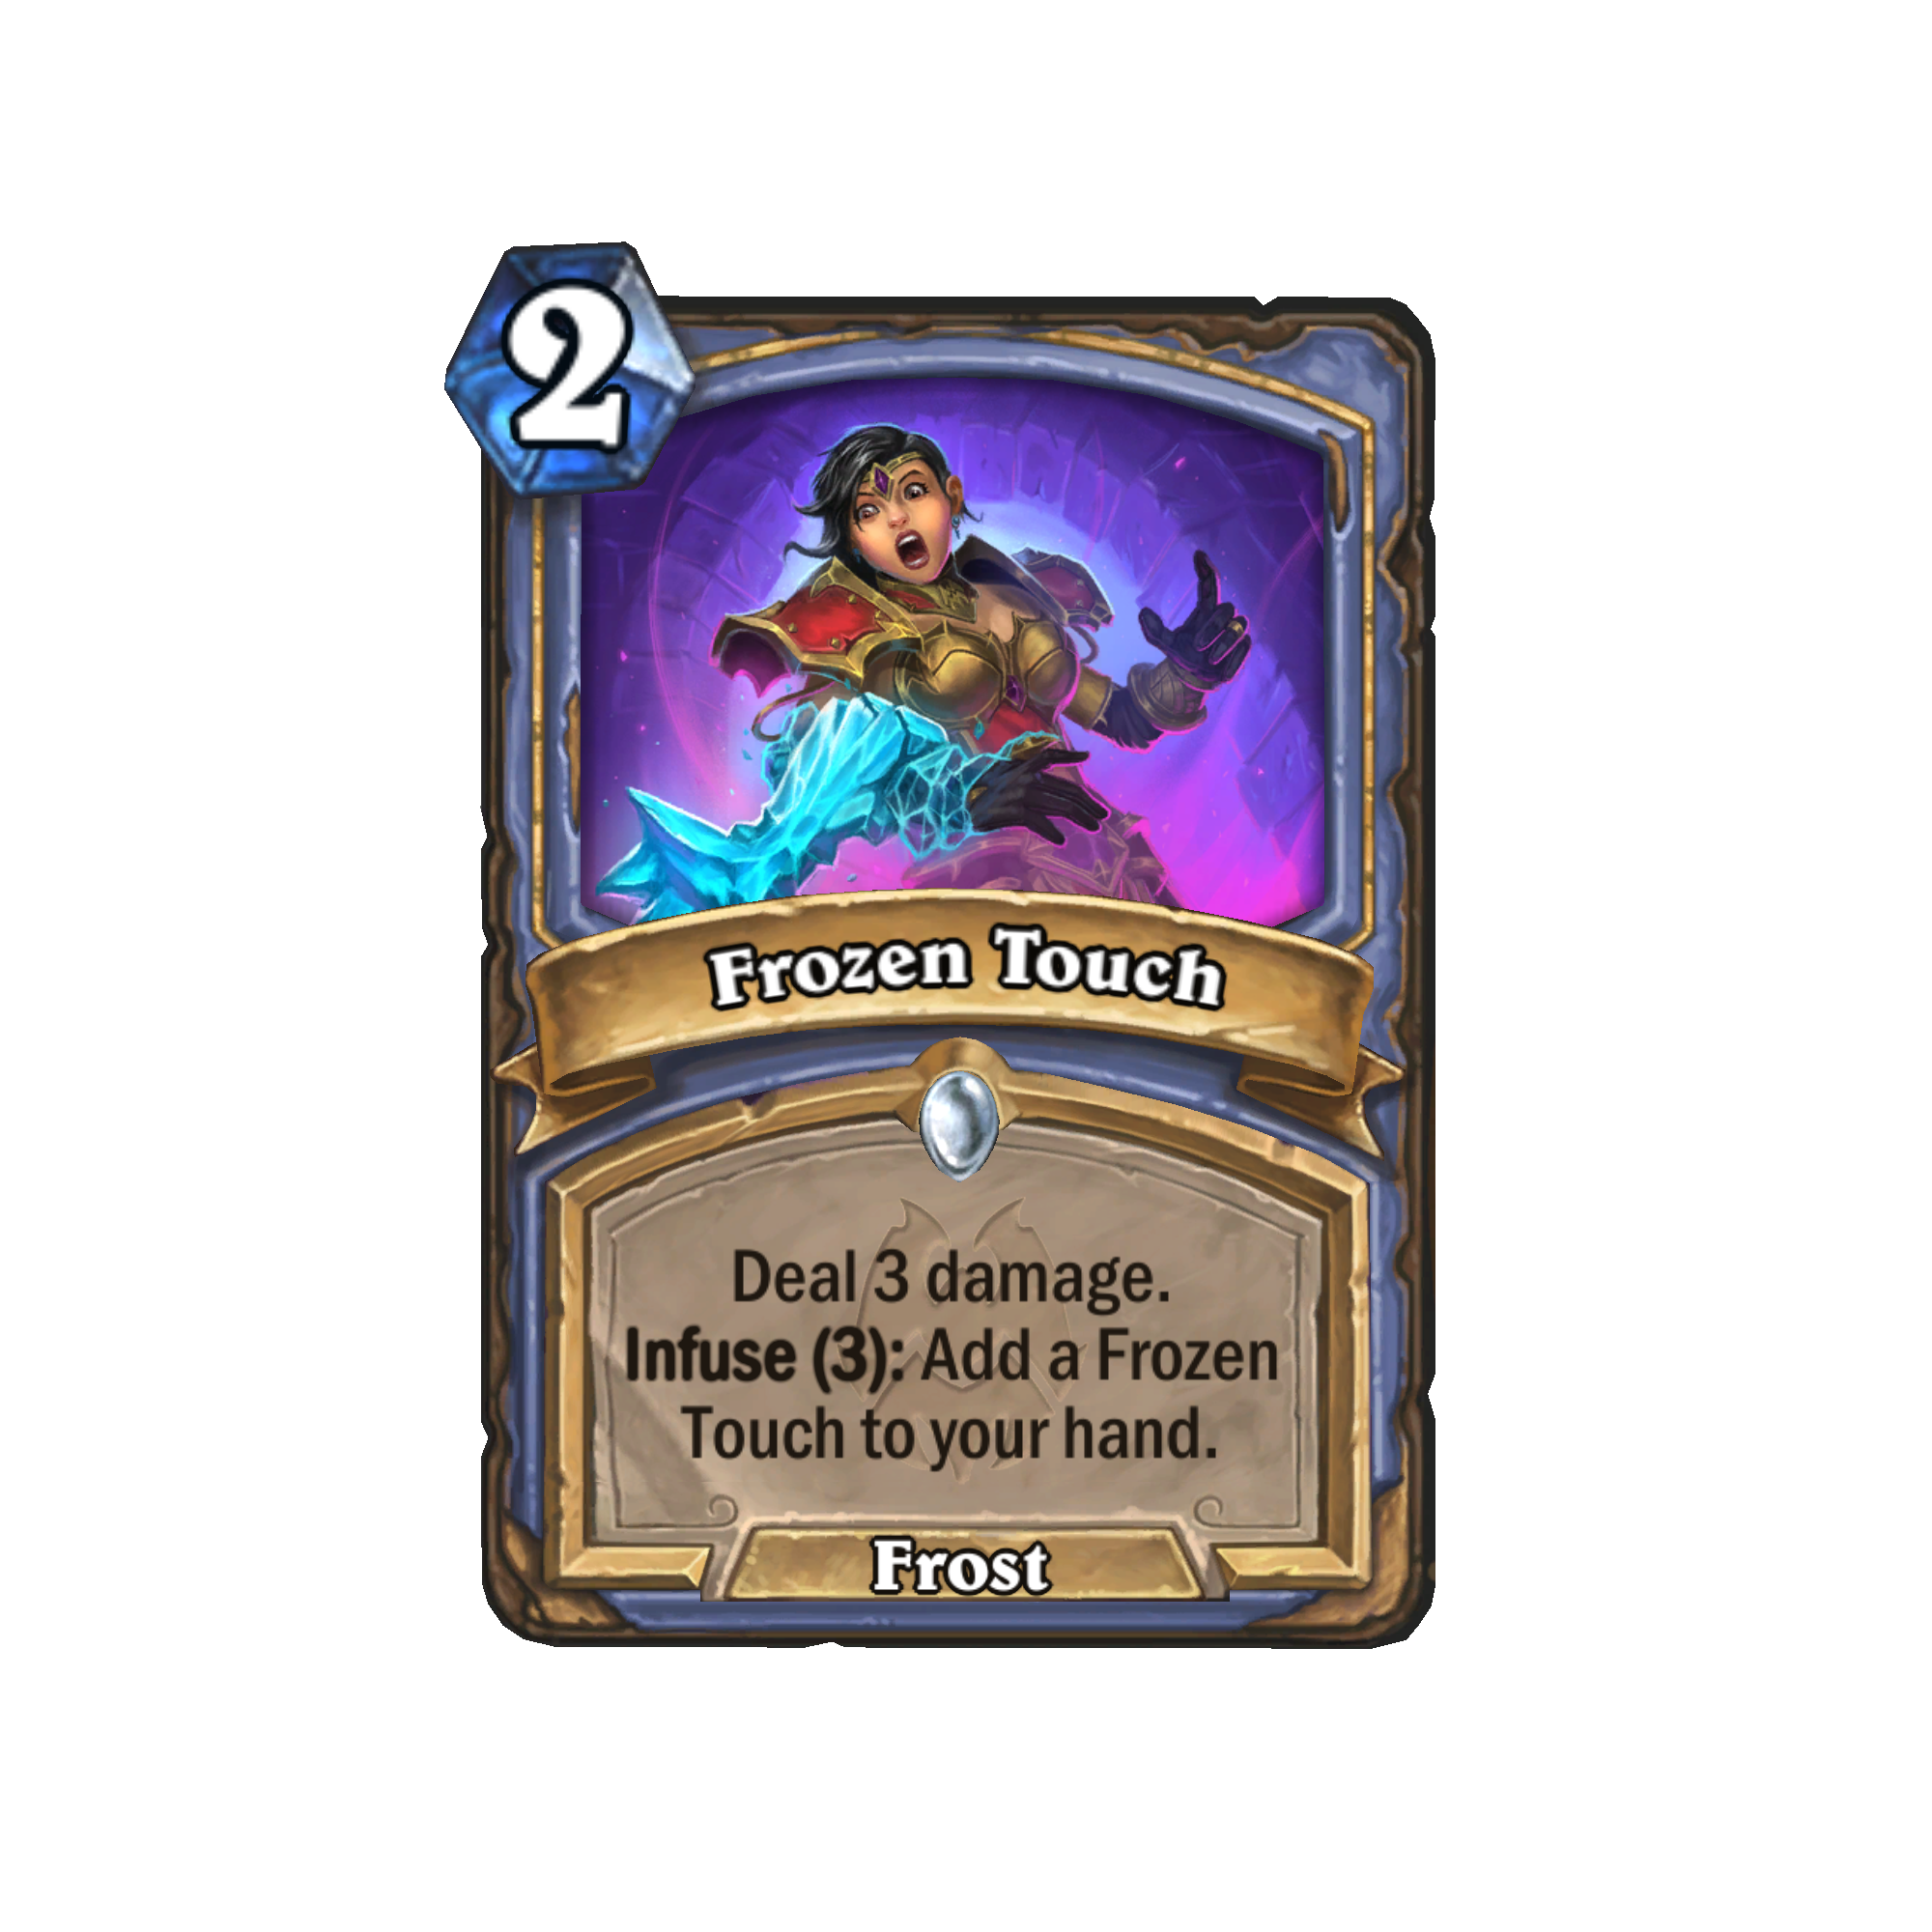 2
Frozen Touch
Deal 3 damage.
Infuse (3): Add a Frozen
Touch to your hand.
Frost